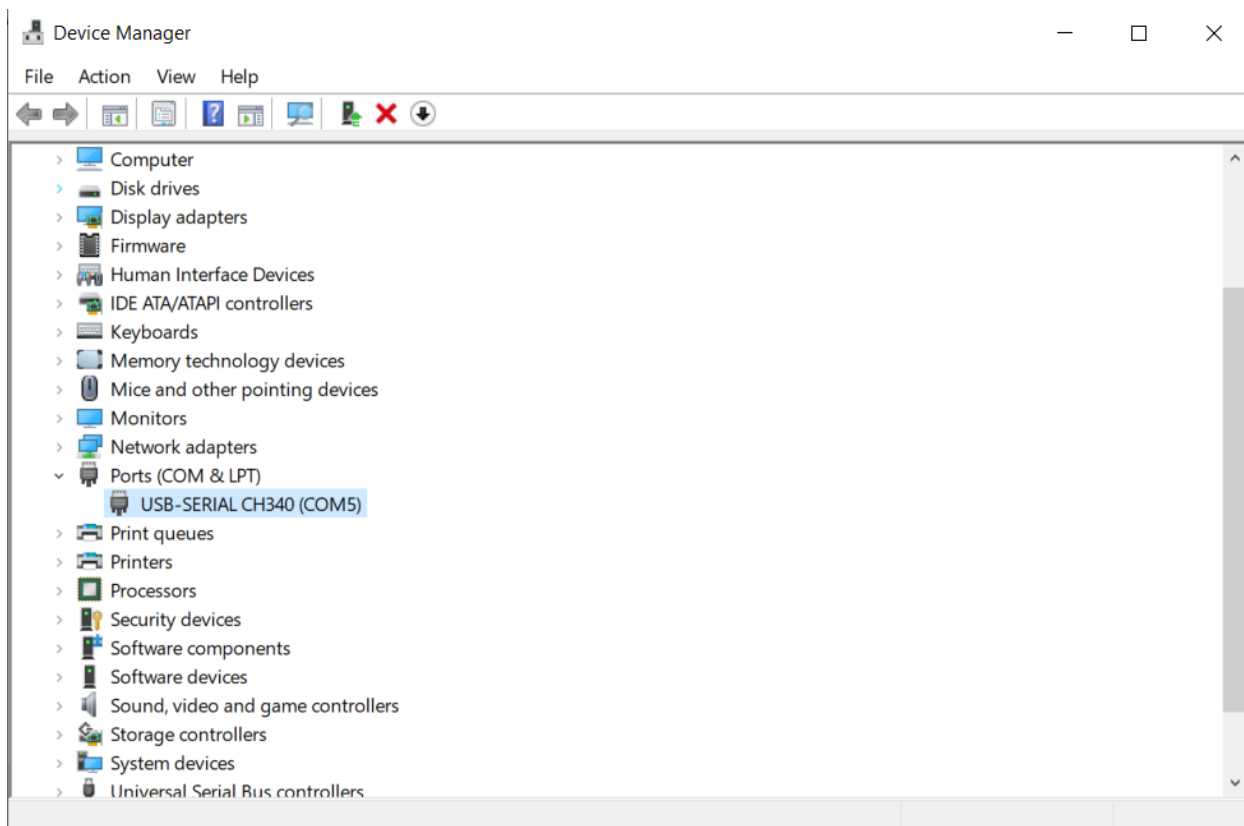 Device Manager
File Action View Help
Computer
Disk drives
Display adapters
Firmware
Human Interface Devices
IDE ATA/ATAPI controllers
Keyboards
Memory technology devices
Mice and other pointing devices
Monitors
Network adapters
Ports (COM & LPT)
USB-SERIAL CH340 (COM5)
Print queues
Printers
Processors
Security devices
Software components
Software devices
Sound, video and game controllers
Storage controllers
System devices
Universal Serial Bus controllers